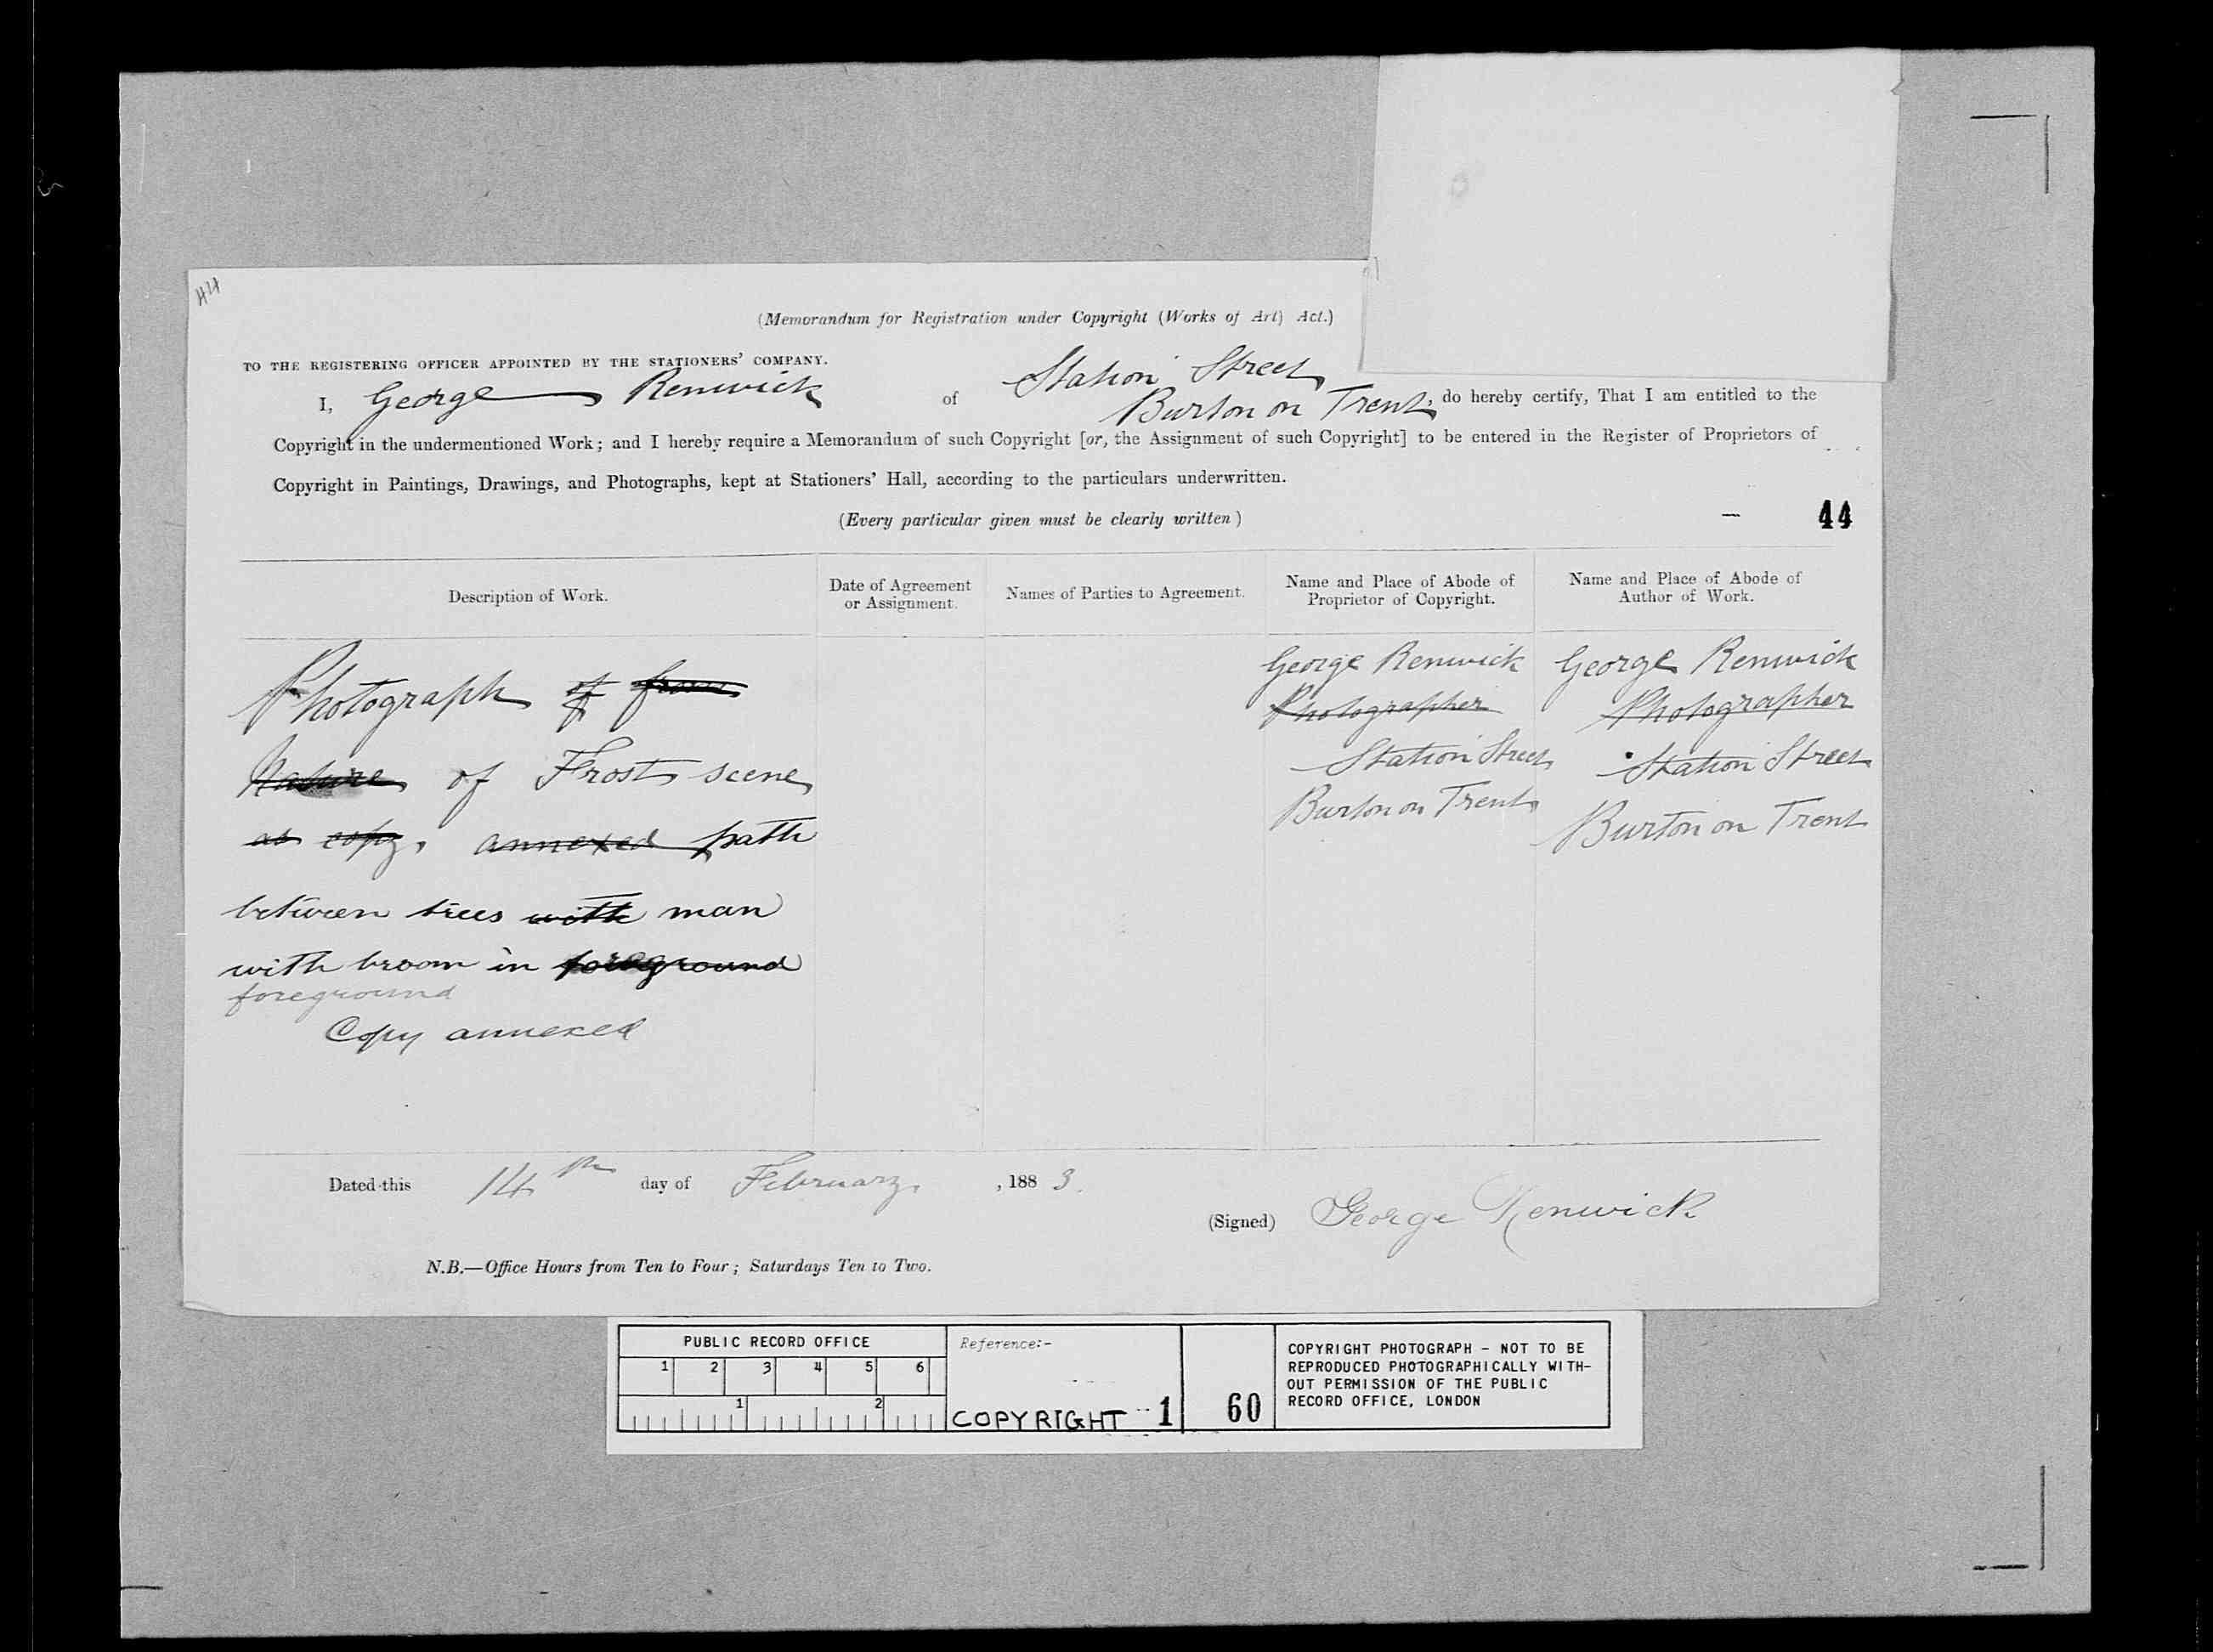 44
(Memorandum for Registration under Copyright (Works of Art) Act.)
TO THE REGISTERING OFFICER APPOINTED BY THE STATIONERS' COMPANY.
I, George Renwick of Station Street
Burton on Trent, do hereby certify, That I am entitled to the
Copyright in the undermentioned Work; and I hereby require a Memorandum of such Copyright [or, the Assignment of such Copyright] to be entered in the Register of Proprietors of
Copyright in Paintings, Drawings, and Photographs, kept at Stationers' Hall, according to the particulars underwritten.
(Every particular given must be clearly written)
44
Description of Work.
Date of Agreement
or Assignment.
Names of Parties to Agreement.
Name and Place of Abode of
Proprietor of Copyright.
Name and Place of Abode of
Author of Work.
Photograph of from
Nature of Frost scene
as copy. annexed path
between trees with man
with broom in foreground
foreground
Copy annexed
George Renwick
Photographer
Station Street
Burton on Trent
George Renwick
Photographer
Station Street
Burton on Trent
Dated this 14th day of February, 1883.
(Signed) George Renwick
N.B.—Office Hours from Ten to Four; Saturdays Ten to Two.
PUBLIC RECORD OFFICE
1 2 3 4 5 6
1 2
Reference:-
COPYRIGHT 1 60
COPYRIGHT PHOTOGRAPH - NOT TO BE
REPRODUCED PHOTOGRAPHICALLY WITH-
OUT PERMISSION OF THE PUBLIC
RECORD OFFICE, LONDON